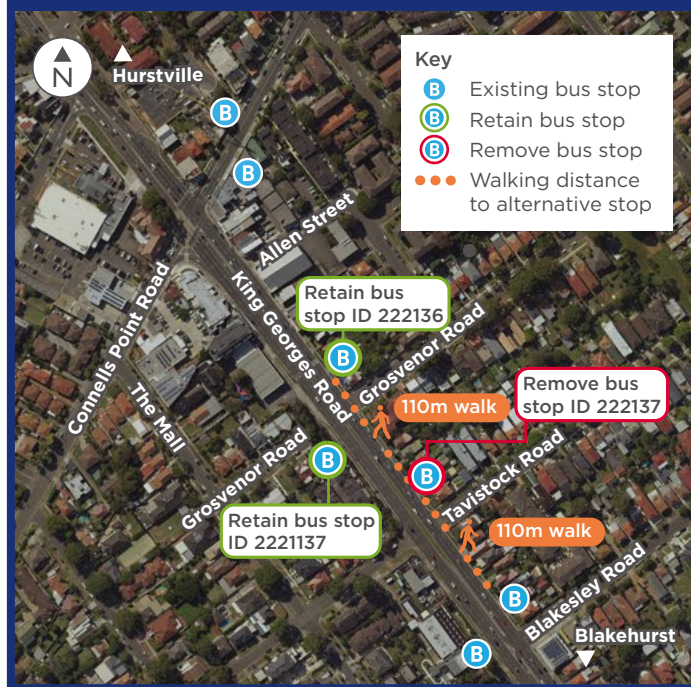 N
Hurstville
Key
B Existing bus stop
B Retain bus stop
B Remove bus stop
Walking distance
to alternative stop
B
B
Allen Street
Connells Point Road
King Georges Road
The Mall
Retain bus
stop ID 222136
B
Grosvenor Road
110m walk
Remove bus
stop ID 222137
B
Grosvenor Road
B
Retain bus stop
ID 2221137
Tavistock Road
110m walk
B
Blakesley Road
B
Blakehurst